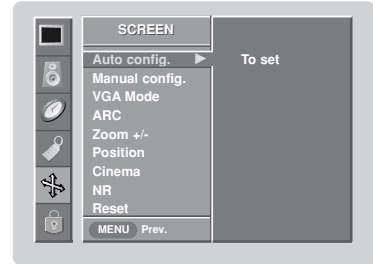 SCREEN
Auto config. ▶ To set
Manual config.
VGA Mode
ARC
Zoom +/-
Position
Cinema
NR
Reset
MENU Prev.